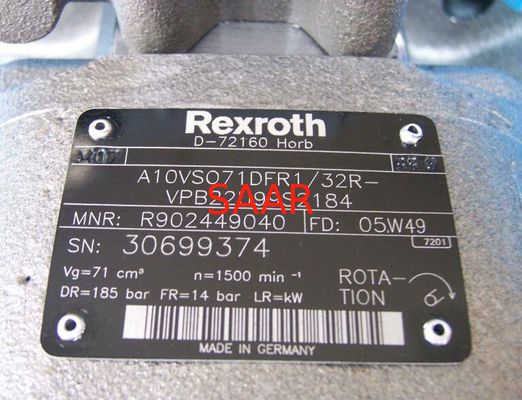 Rexroth
D-72160 Horb
M07
A10VSO71DFR1/32R-
SAAR
MNR: R902449040 FD: 05W49
7201
SN: 30699374
Vg=71 cm³ n=1500 min⁻¹ ROTA-
DR=185 bar FR=14 bar LR=kW TION
MADE IN GERMANY